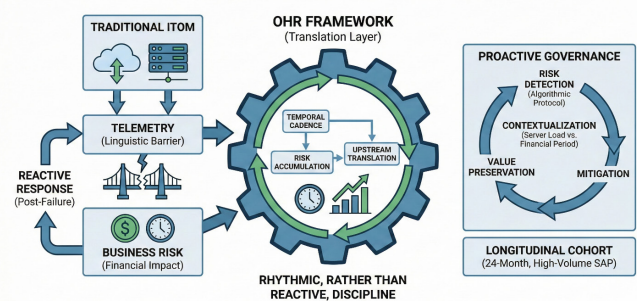 TRADITIONAL ITOM
TELEMETRY
(Linguistic Barrier)
REACTIVE
RESPONSE
(Post-Failure)
$
BUSINESS RISK
(Financial Impact)
OHR FRAMEWORK
(Translation Layer)
TEMPORAL
CADENCE
RISK
ACCUMULATION
UPSTREAM
TRANSLATION
RHYTHMIC, RATHER THAN
REACTIVE, DISCIPLINE
PROACTIVE GOVERNANCE
RISK
DETECTION
(Algorithmic
Protocol)
CONTEXTUALIZATION
(Server Load vs.
Financial Period)
VALUE
PRESERVATION
MITIGATION
LONGITUDINAL COHORT
(24-Month, High-Volume SAP)